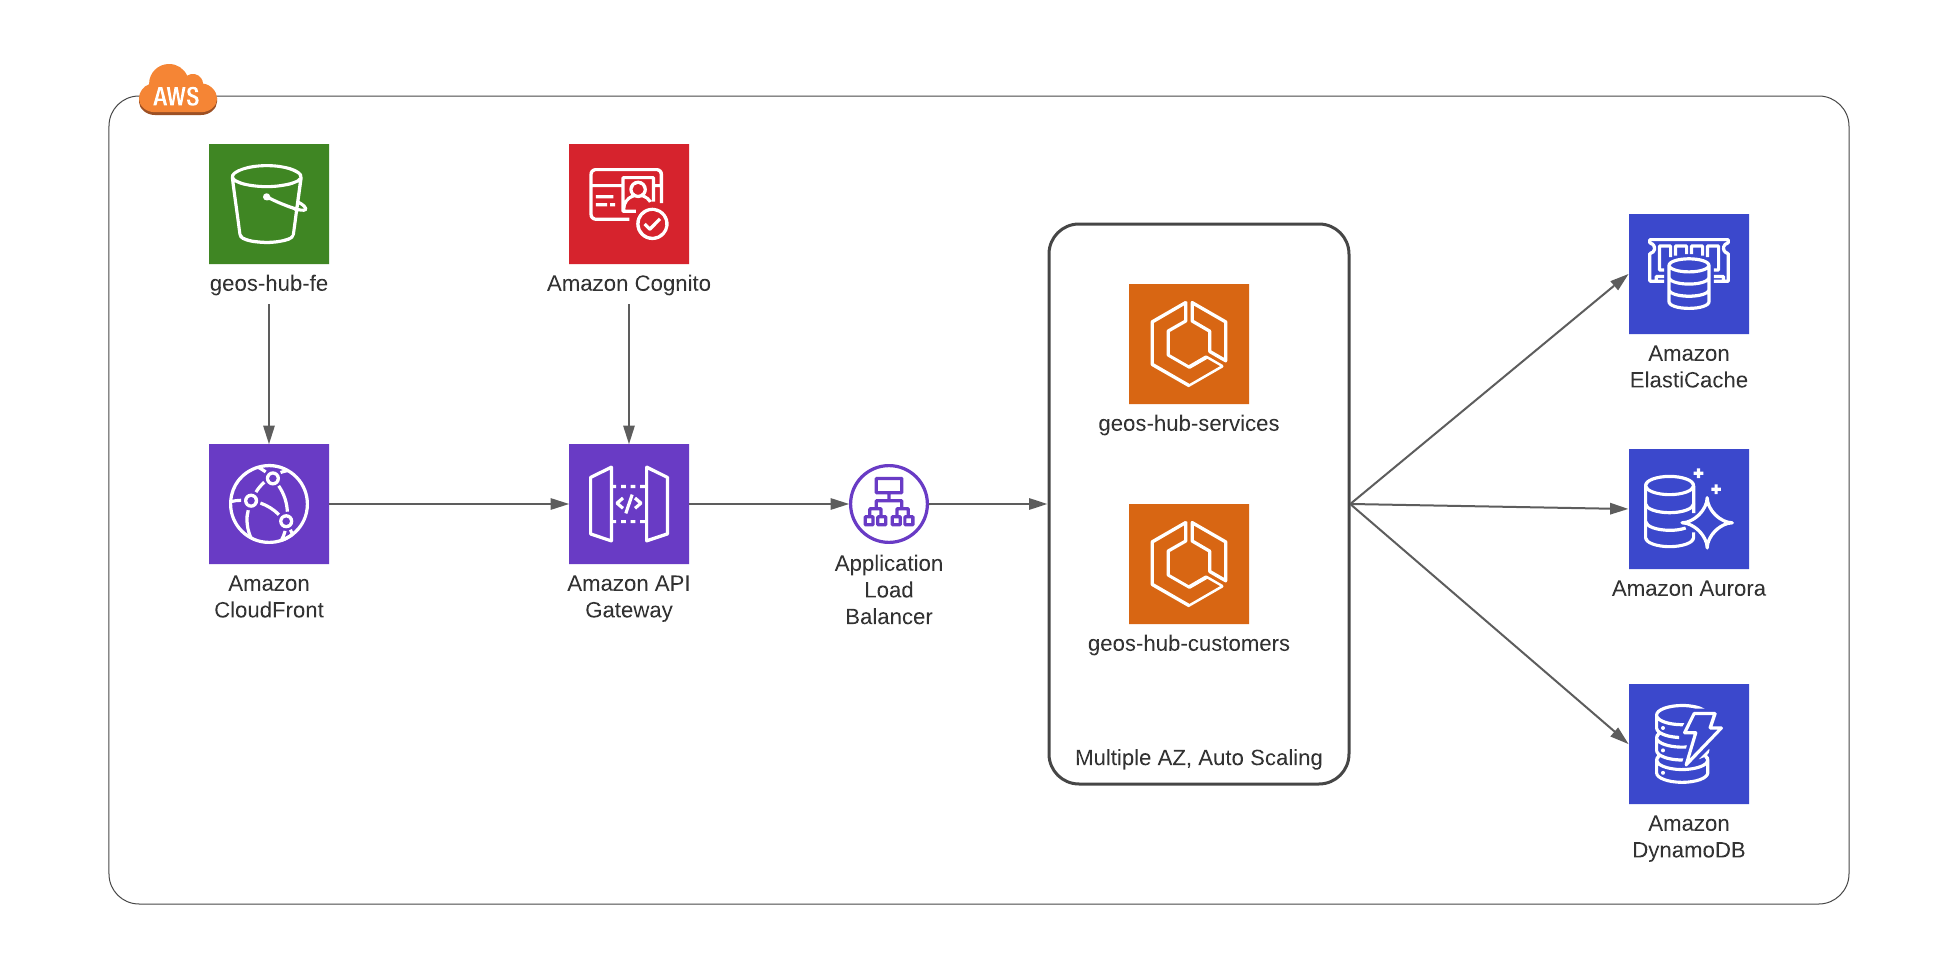 AWS
geos-hub-fe
Amazon Cognito
Amazon
CloudFront
Amazon API
Gateway
Application
Load
Balancer
geos-hub-services
geos-hub-customers
Multiple AZ, Auto Scaling
Amazon
ElastiCache
Amazon Aurora
Amazon
DynamoDB